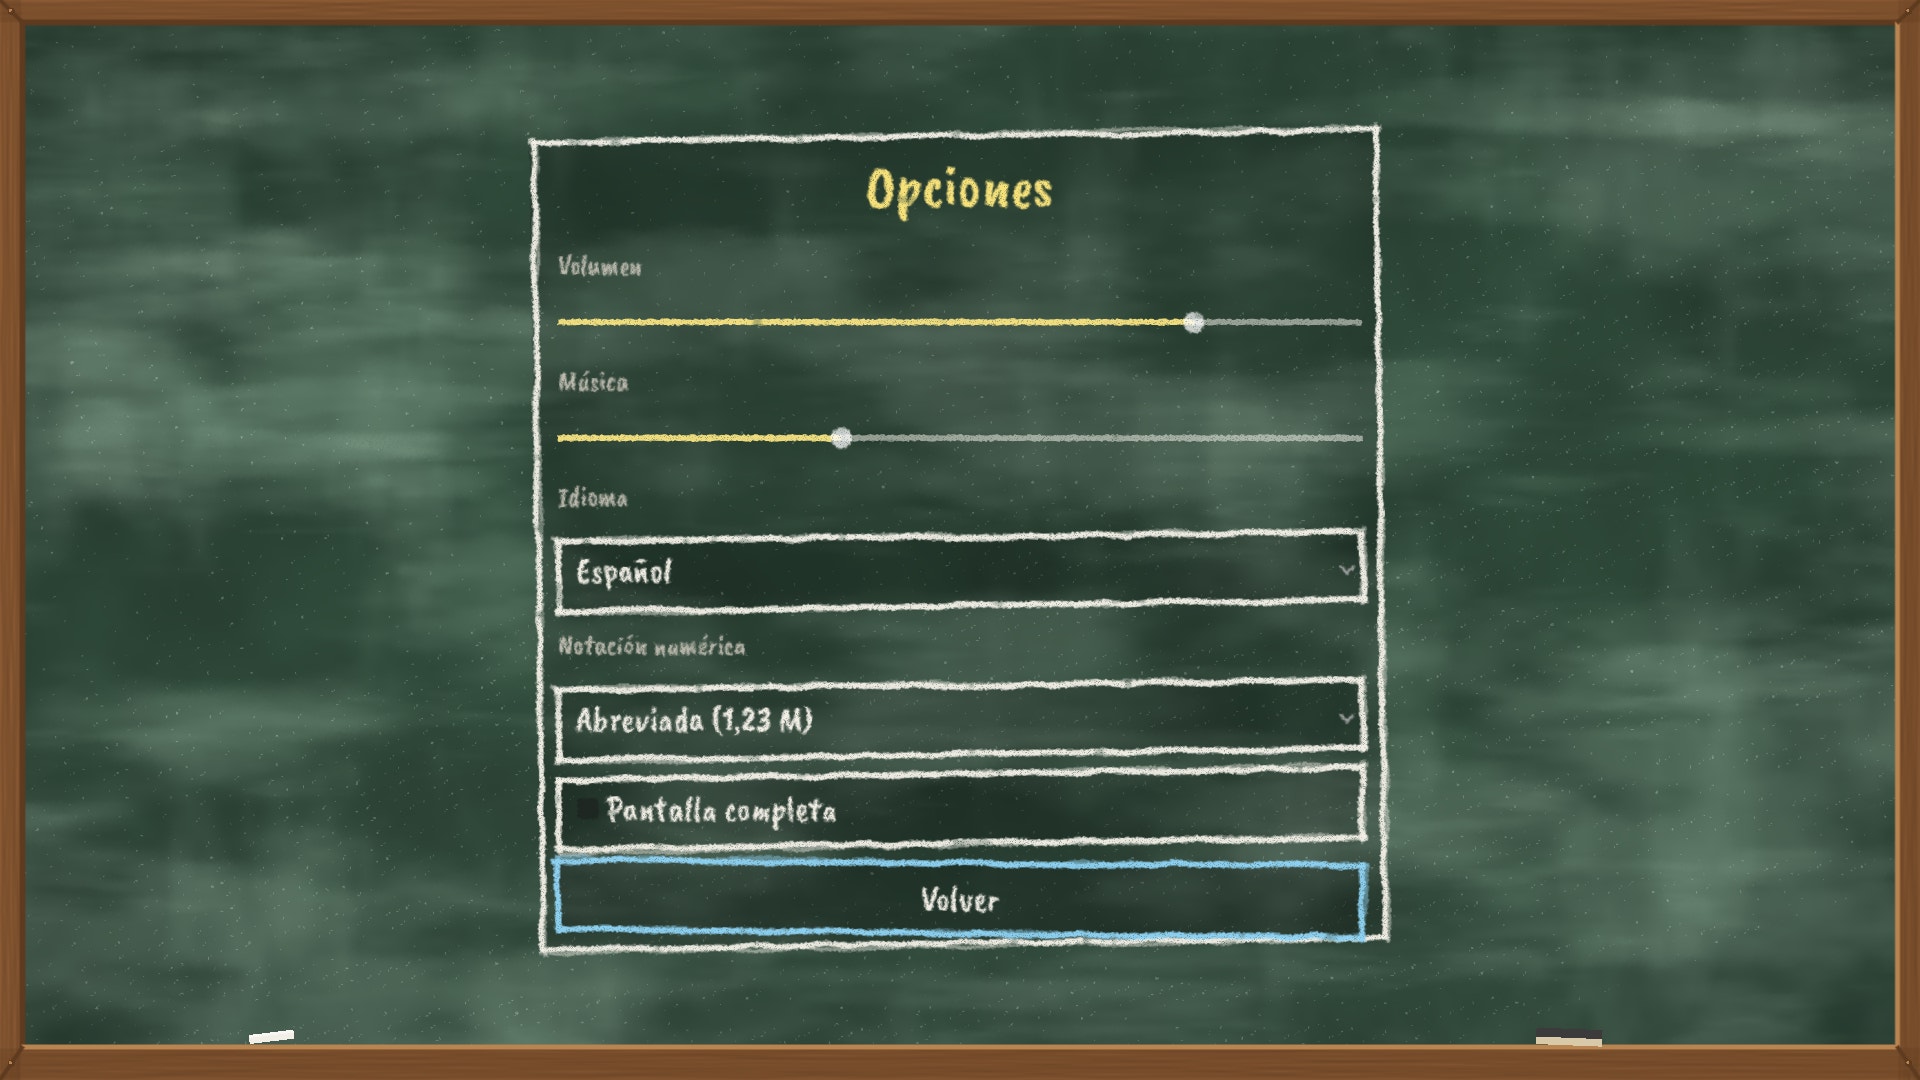 Opciones
Volumen
Música
Idioma
Español
Notación numérica
Abreviada (1,23 M)
Pantalla completa
Volver